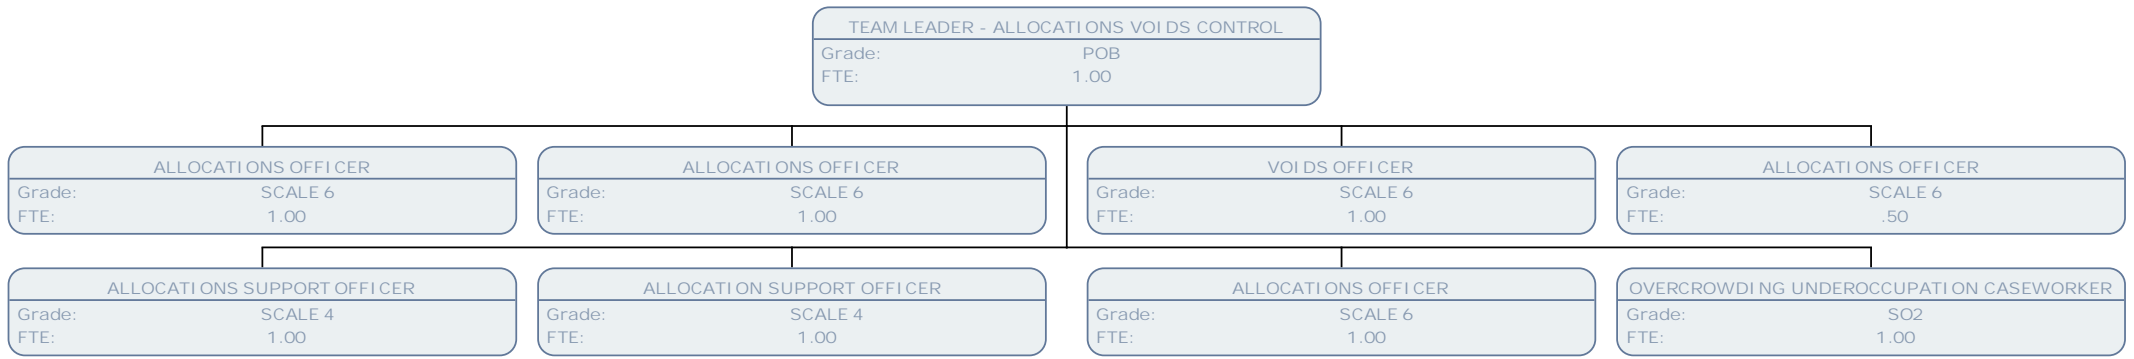 TEAM LEADER - ALLOCATIONS VOIDS CONTROL
Grade: POB
FTE: 1.00
ALLOCATIONS OFFICER
Grade: SCALE 6
FTE: 1.00
ALLOCATIONS OFFICER
Grade: SCALE 6
FTE: 1.00
VOIDS OFFICER
Grade: SCALE 6
FTE: 1.00
ALLOCATIONS OFFICER
Grade: SCALE 6
FTE: .50
ALLOCATIONS SUPPORT OFFICER
Grade: SCALE 4
FTE: 1.00
ALLOCATION SUPPORT OFFICER
Grade: SCALE 4
FTE: 1.00
ALLOCATIONS OFFICER
Grade: SCALE 6
FTE: 1.00
OVERCROWDING UNDEROCCUPATION CASEWORKER
Grade: SO2
FTE: 1.00